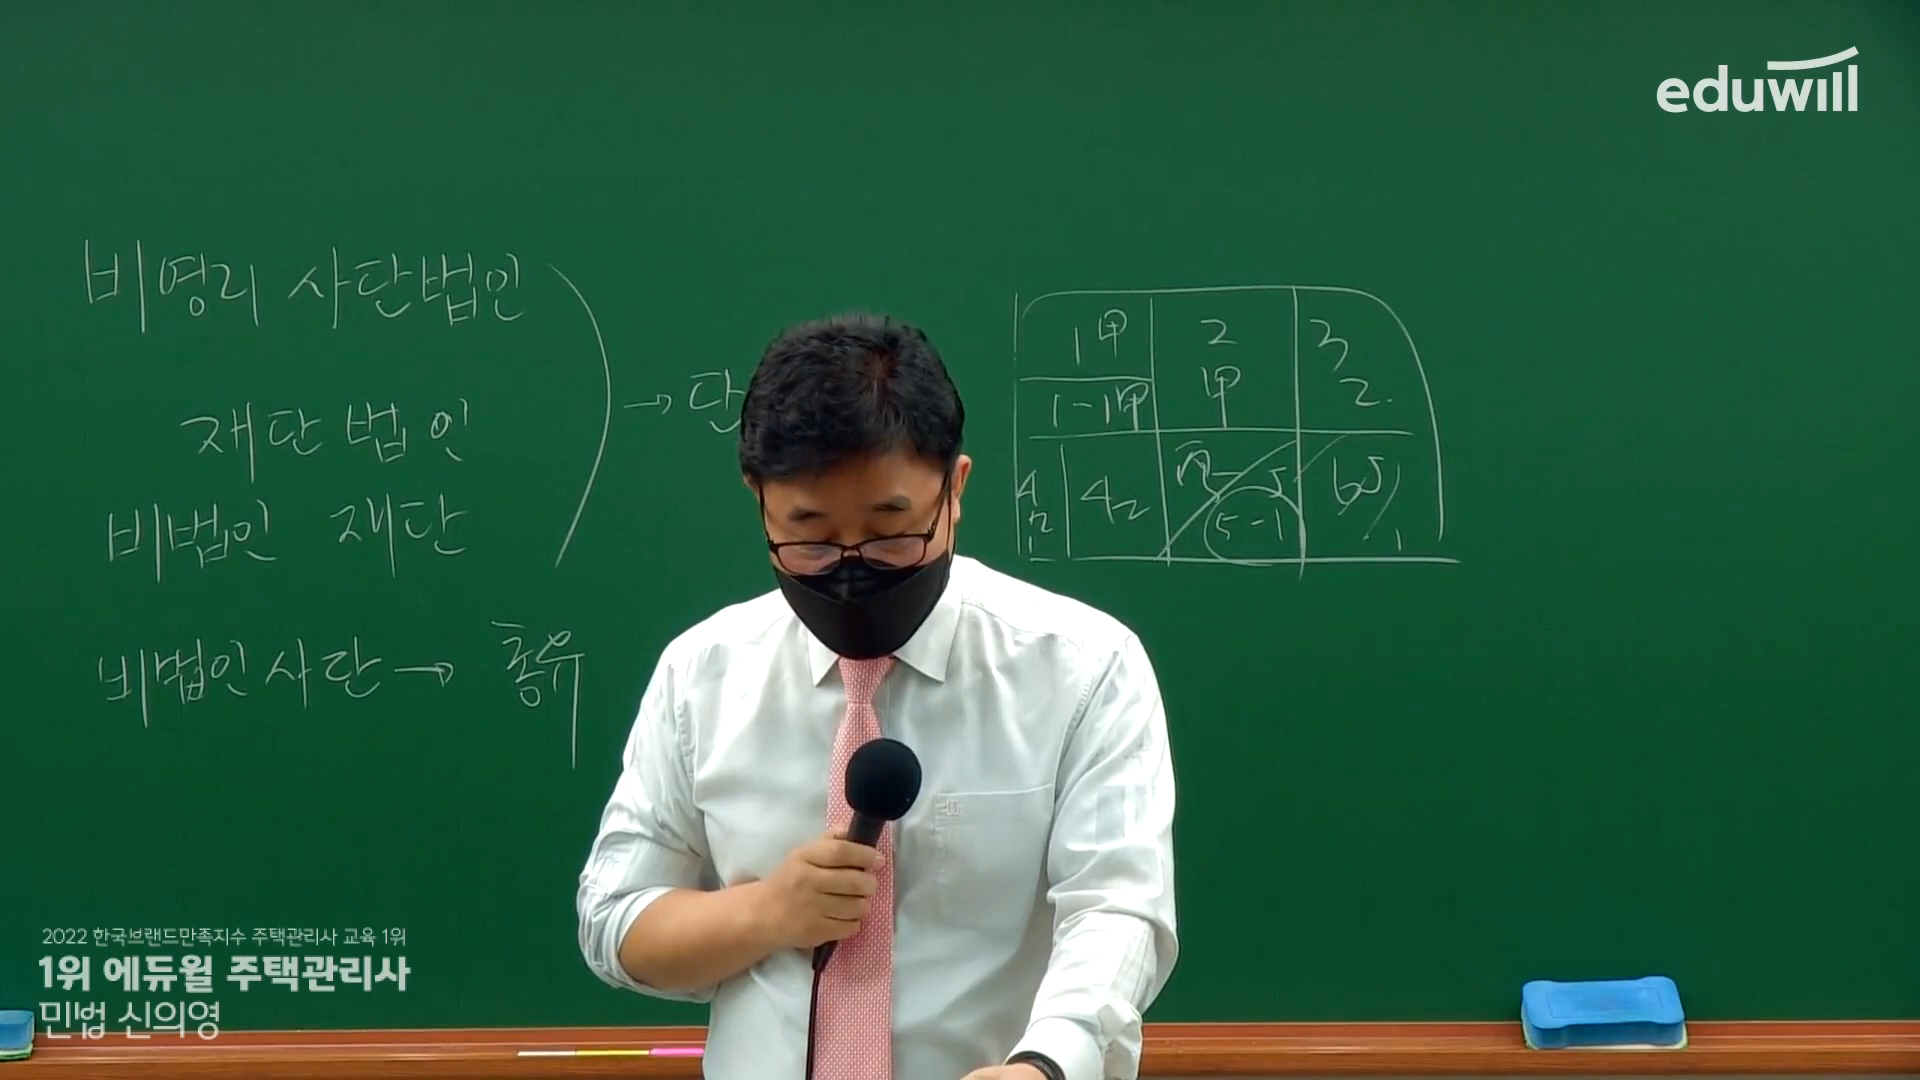 eduwill
비영리 사단법인
재단법인
→ 단
비법인 재단
비법인사단 → 총유
1甲
2
3
1-1甲
甲
2.
42
5-1
2022 한국브랜드만족지수 주택관리사 교육 1위
1위 에듀윌 주택관리사
민법 신의영